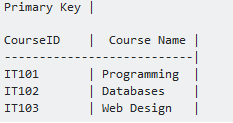 Primary Key |
CourseID | Course Name |
---------------------------|
IT101 | Programming |
IT102 | Databases |
IT103 | Web Design |